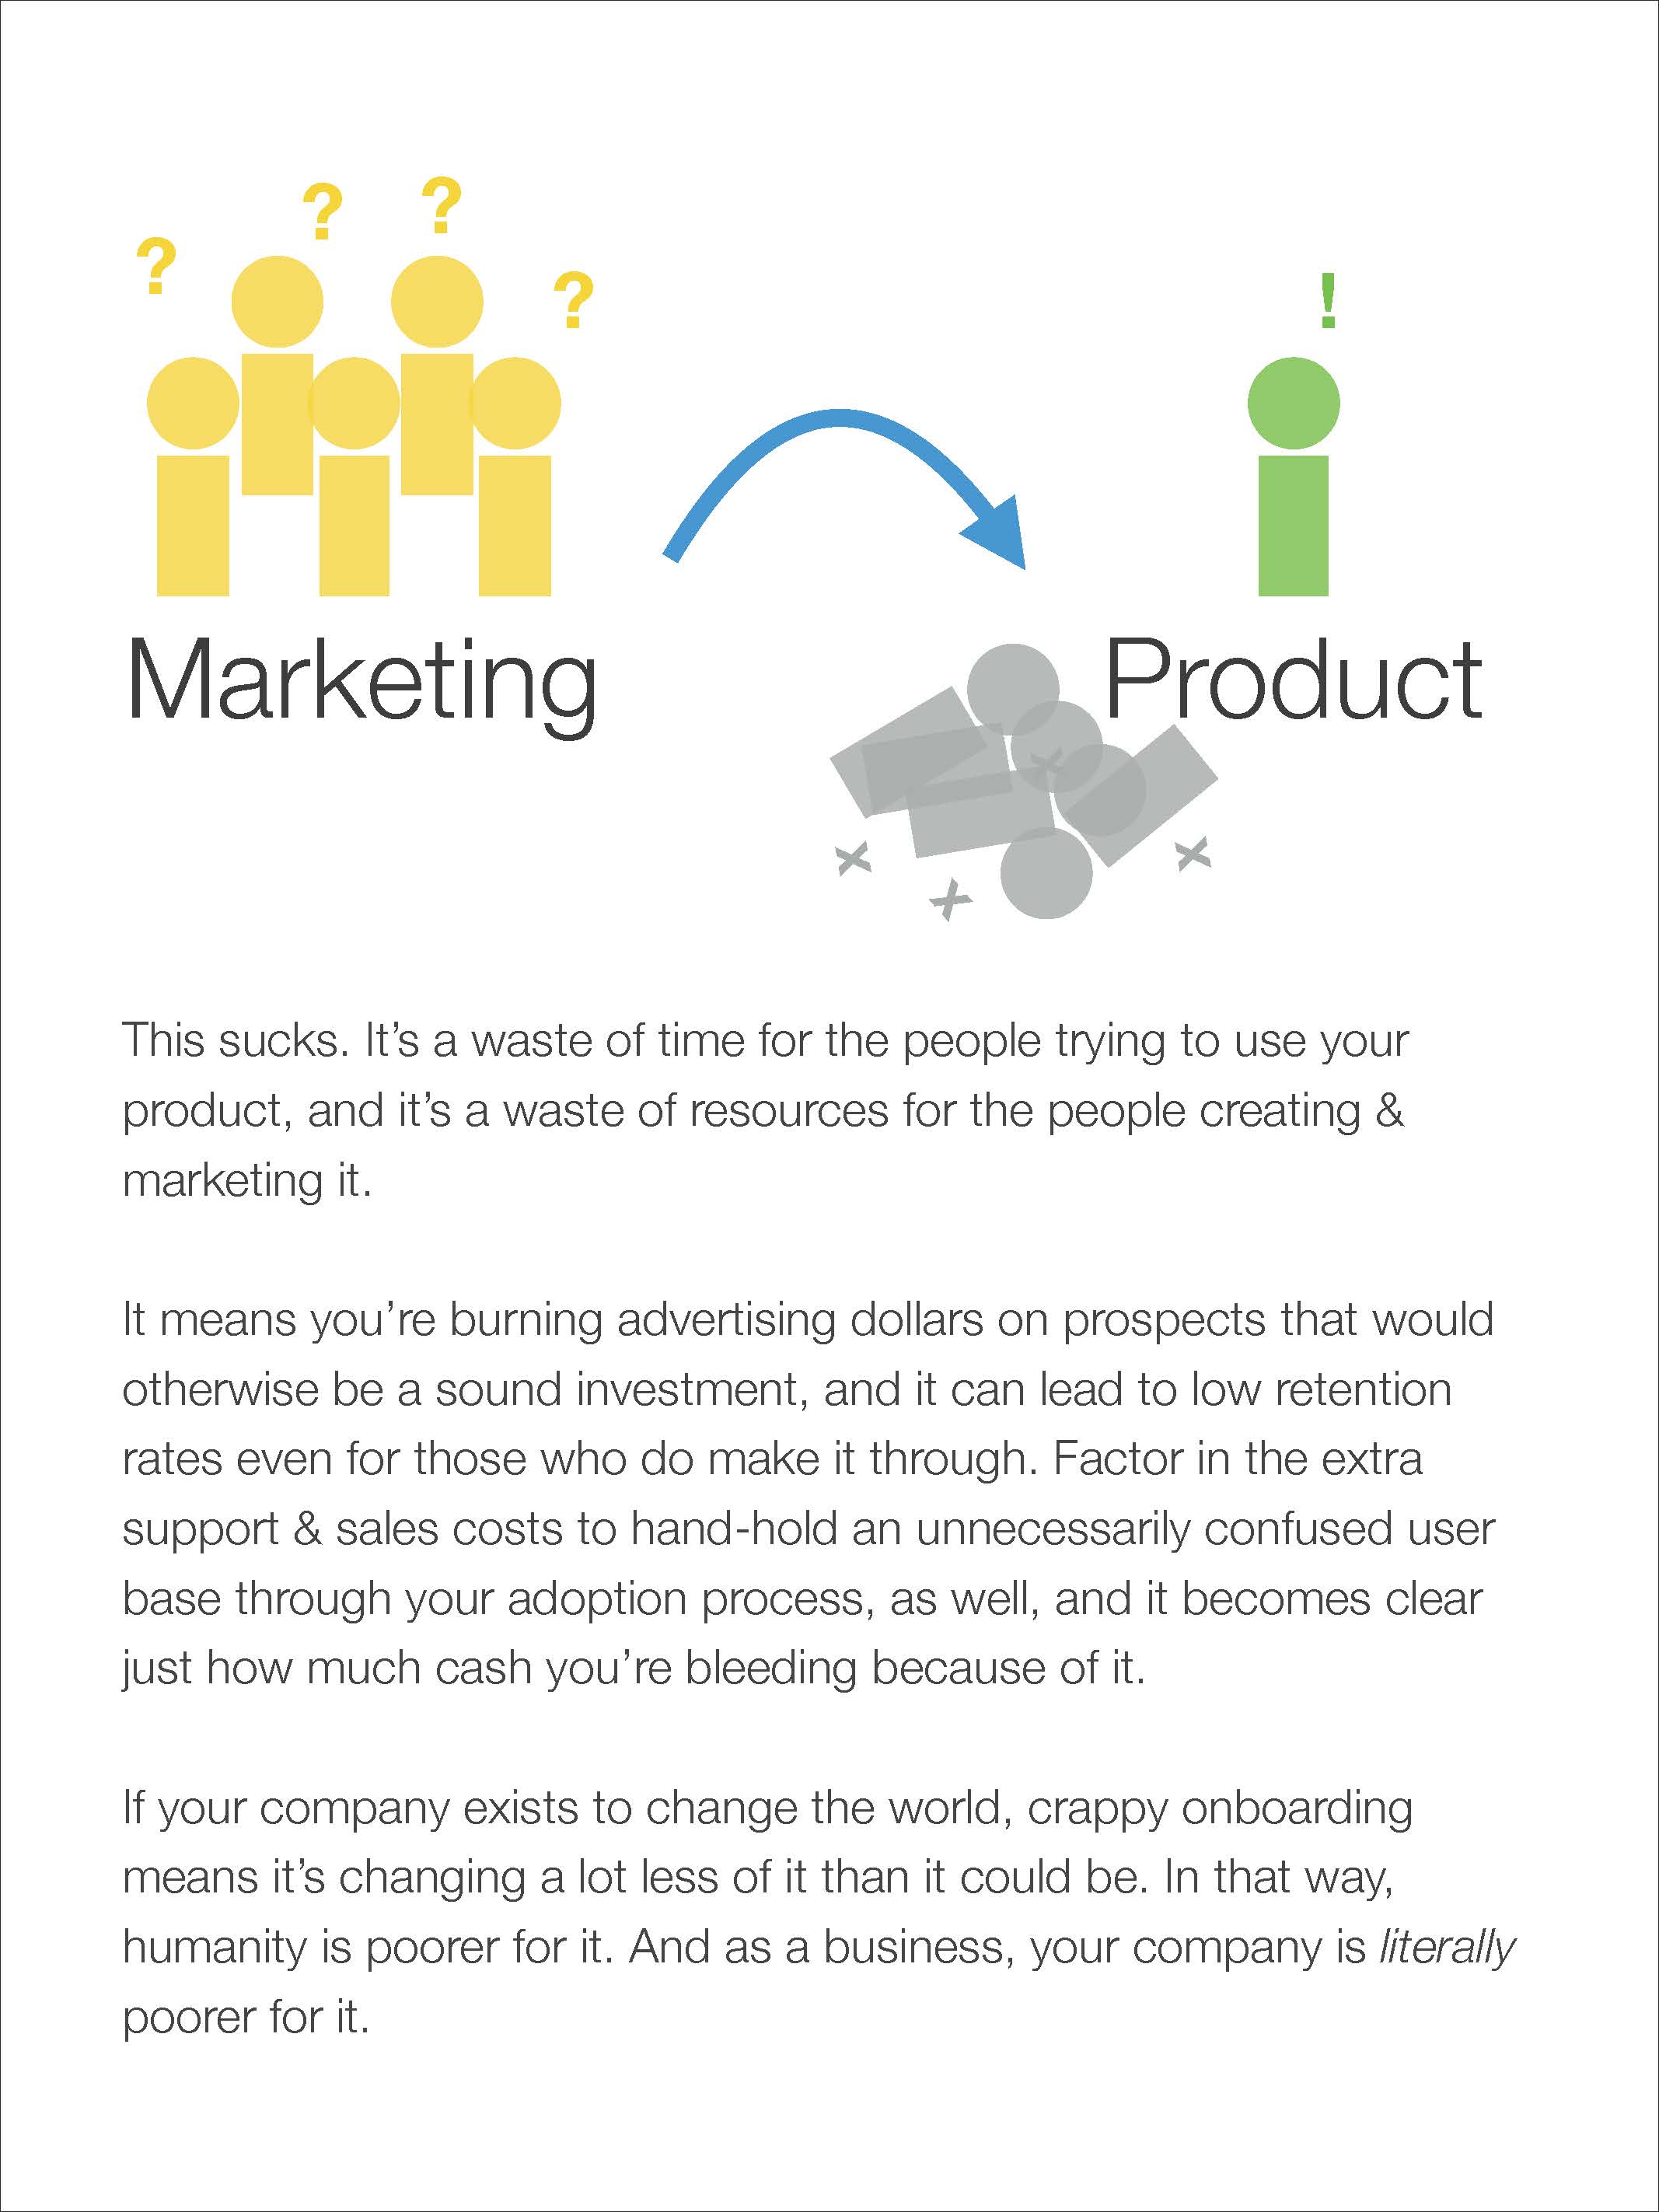 ? ? ? ?
!
Marketing
Product
x x x x
This sucks. It’s a waste of time for the people trying to use your
product, and it’s a waste of resources for the people creating &
marketing it.
It means you’re burning advertising dollars on prospects that would
otherwise be a sound investment, and it can lead to low retention
rates even for those who do make it through. Factor in the extra
support & sales costs to hand-hold an unnecessarily confused user
base through your adoption process, as well, and it becomes clear
just how much cash you’re bleeding because of it.
If your company exists to change the world, crappy onboarding
means it’s changing a lot less of it than it could be. In that way,
humanity is poorer for it. And as a business, your company is literally
poorer for it.